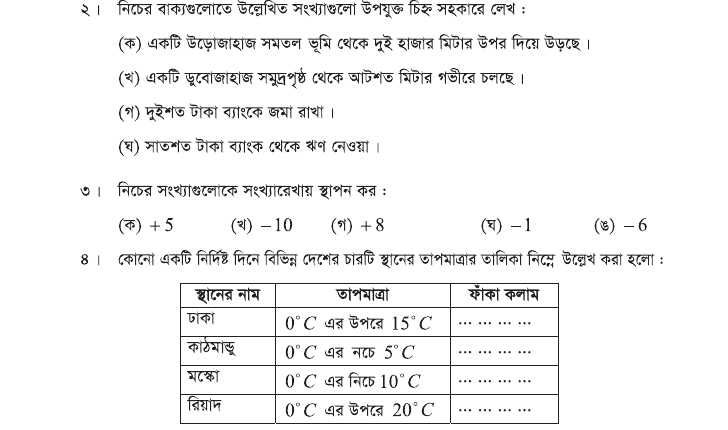 ২। নিচের বাক্যগুলোতে উল্লেখিত সংখ্যাগুলো উপযুক্ত চিহ্ন সহকারে লেখ :
(ক) একটি উড়োজাহাজ সমতল ভূমি থেকে দুই হাজার মিটার উপর দিয়ে উড়ছে।
(খ) একটি ডুবোজাহাজ সমুদ্রপৃষ্ঠ থেকে আটশত মিটার গভীরে চলছে।
(গ) দুইশত টাকা ব্যাংকে জমা রাখা।
(ঘ) সাতশত টাকা ব্যাংক থেকে ঋণ নেওয়া।
৩। নিচের সংখ্যাগুলোকে সংখ্যারেখায় স্থাপন কর :
(ক) +5 (খ) −10 (গ) +8 (ঘ) −1 (ঙ) −6
৪। কোনো একটি নির্দিষ্ট দিনে বিভিন্ন দেশের চারটি স্থানের তাপমাত্রার তালিকা নিম্নে উল্লেখ করা হলো :
স্থানের নাম তাপমাত্রা ফাঁকা কলাম
ঢাকা 0°C এর উপরে 15°C ... ... ... ...
কাঠমান্ডু 0°C এর নচে 5°C ... ... ... ...
মস্কো 0°C এর নিচে 10°C ... ... ... ...
রিয়াদ 0°C এর উপরে 20°C ... ... ... ...